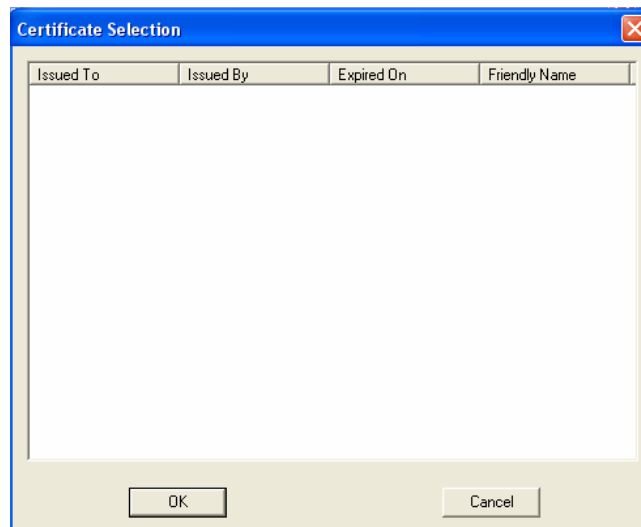 Certificate Selection
Issued To Issued By Expired On Friendly Name
OK Cancel